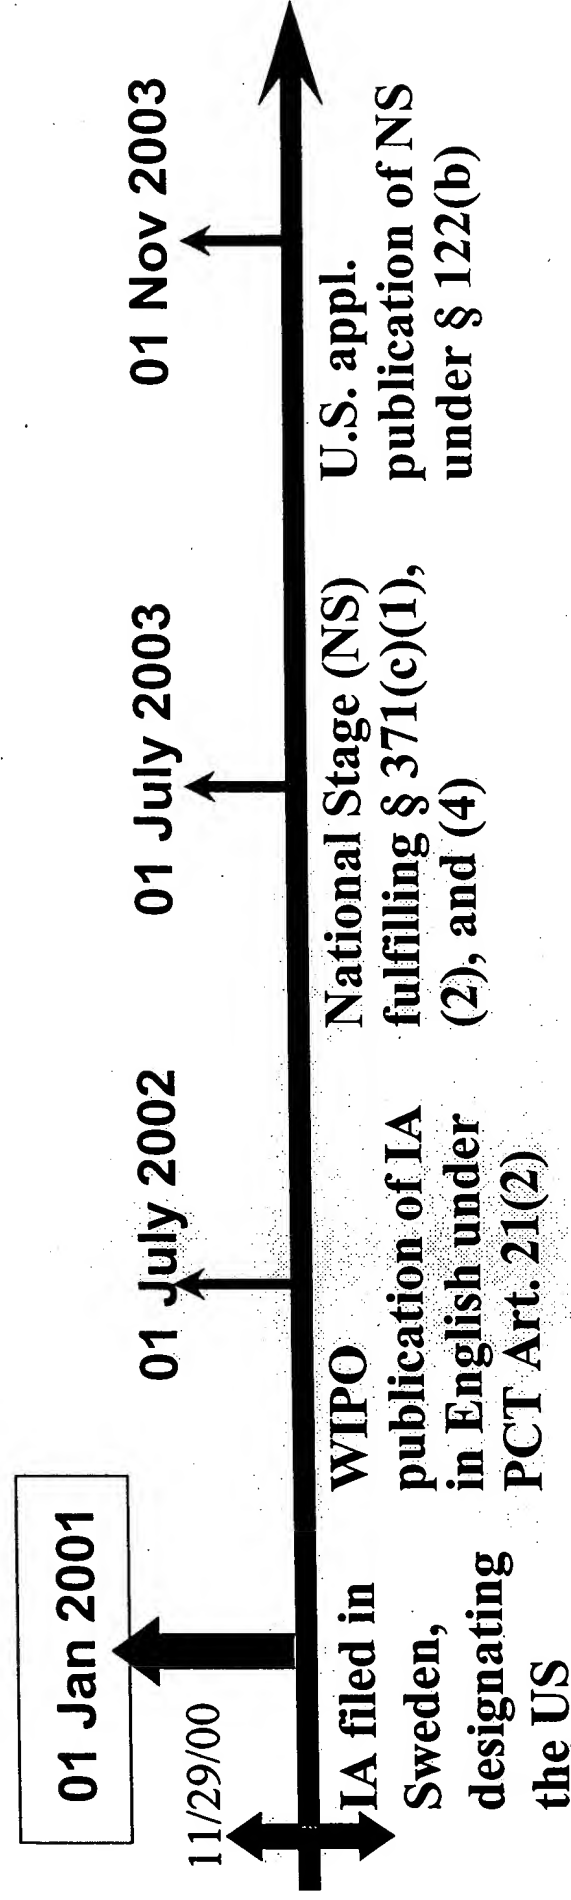 01 Jan 2001
01 July 2002
01 July 2003
01 Nov 2003
11/29/00
IA filed in
Sweden,
designating
the US
WIPO
publication of IA
in English under
PCT Art. 21(2)
National Stage (NS)
fulfilling § 371(c)(1),
(2), and (4)
U.S. appl.
publication of NS
under § 122(b)